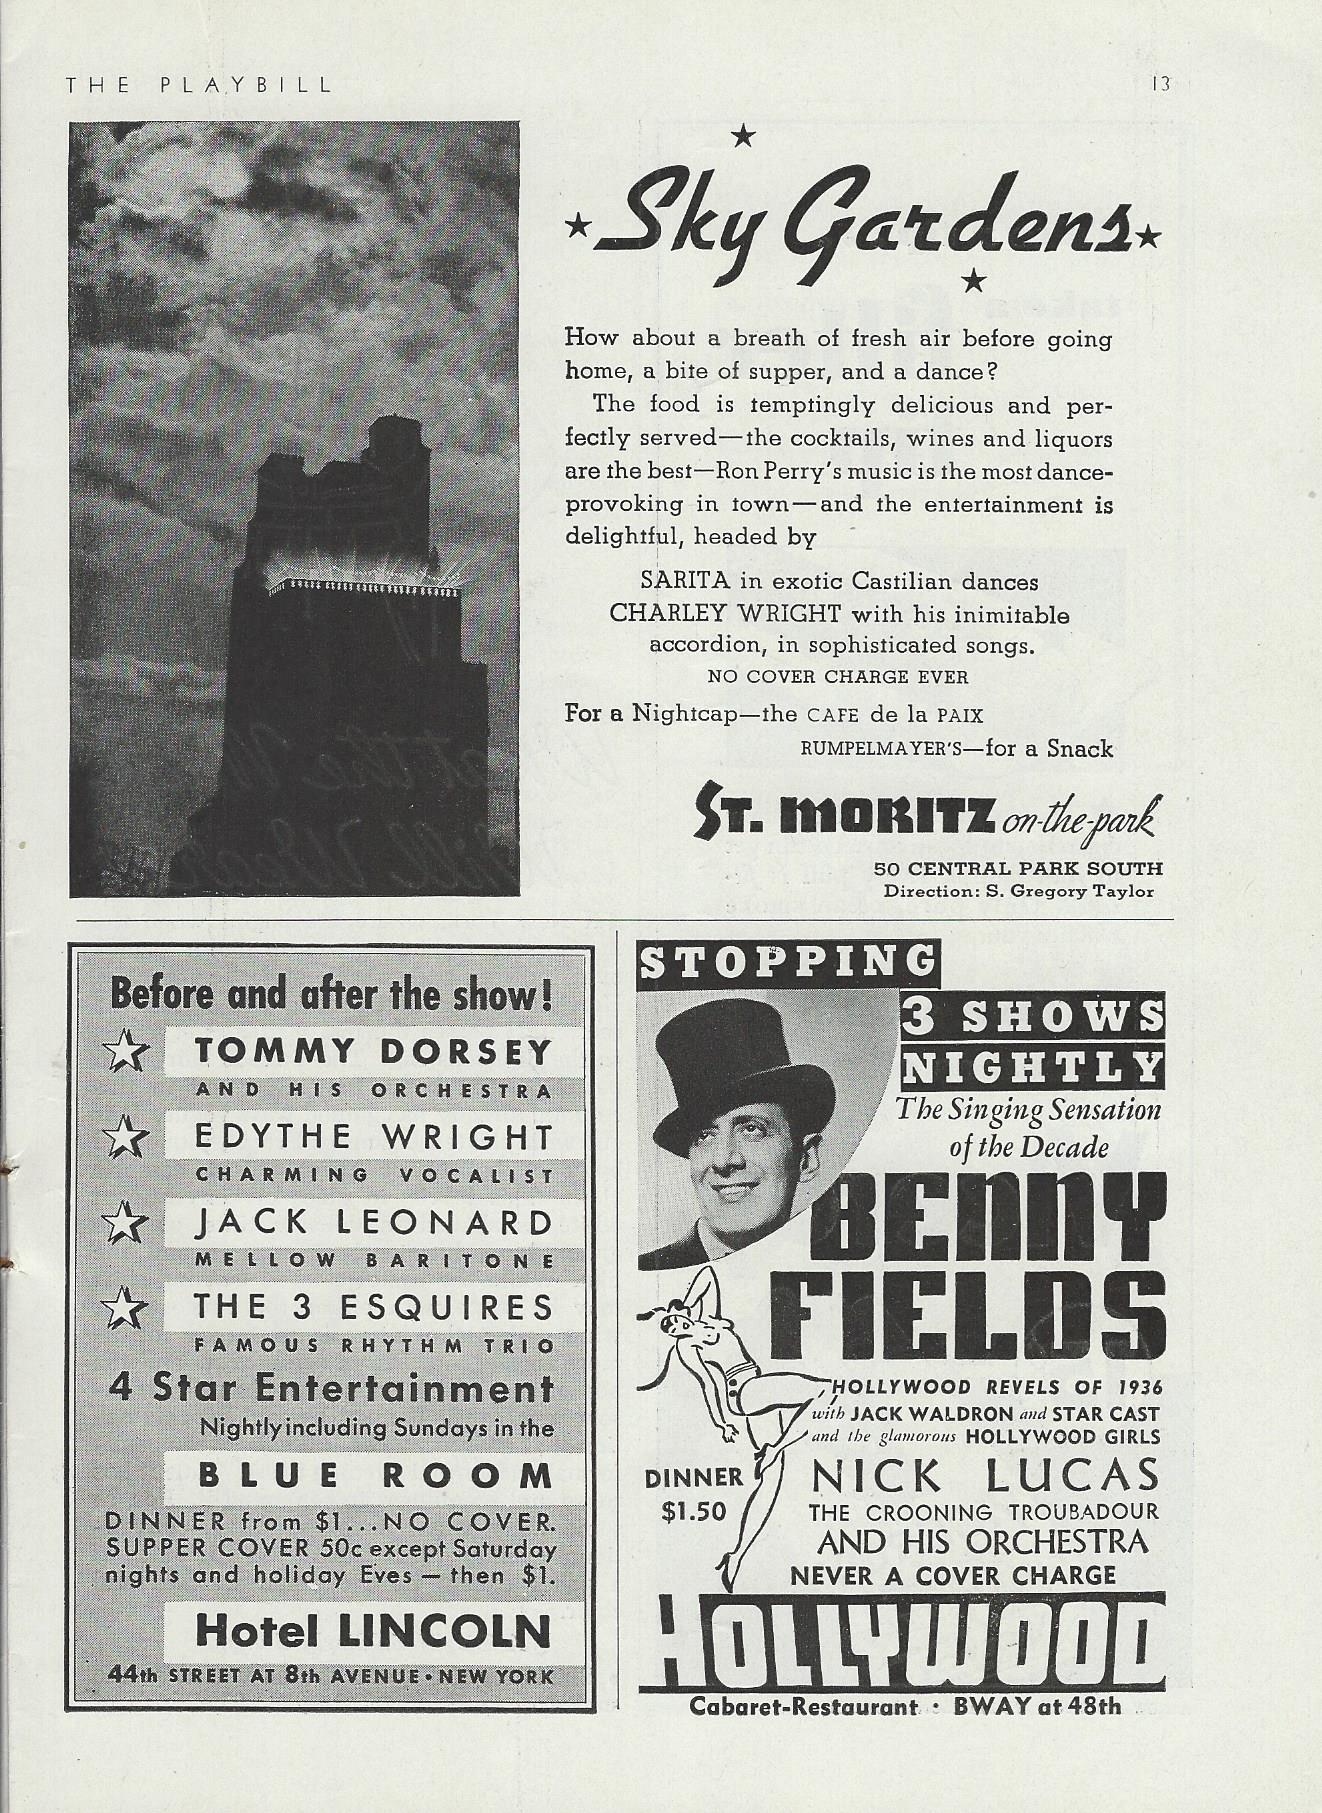 THE PLAYBILL
13
Sky Gardens
How about a breath of fresh air before going
home, a bite of supper, and a dance?
The food is temptingly delicious and per-
fectly served—the cocktails, wines and liquors
are the best—Ron Perry's music is the most dance-
provoking in town—and the entertainment is
delightful, headed by
SARITA in exotic Castilian dances
CHARLEY WRIGHT with his inimitable
accordion, in sophisticated songs.
NO COVER CHARGE EVER
For a Nightcap—the CAFE de la PAIX
RUMPELMAYER'S—for a Snack
ST. MORITZ on-the-park
50 CENTRAL PARK SOUTH
Direction: S. Gregory Taylor
Before and after the show!
TOMMY DORSEY
AND HIS ORCHESTRA
EDYTHE WRIGHT
CHARMING VOCALIST
JACK LEONARD
MELLOW BARITONE
THE 3 ESQUIRES
FAMOUS RHYTHM TRIO
4 Star Entertainment
Nightly including Sundays in the
BLUE ROOM
DINNER from $1...NO COVER.
SUPPER COVER 50c except Saturday
nights and holiday Eves — then $1.
Hotel LINCOLN
44th STREET AT 8th AVENUE • NEW YORK
STOPPING
3 SHOWS
NIGHTLY
The Singing Sensation
of the Decade
BENNY
FIELDS
HOLLYWOOD REVELS OF 1936
with JACK WALDRON and STAR CAST
and the glamorous HOLLYWOOD GIRLS
DINNER
$1.50
NICK LUCAS
THE CROONING TROUBADOUR
AND HIS ORCHESTRA
NEVER A COVER CHARGE
HOLLYWOOD
Cabaret-Restaurant • BWAY at 48th